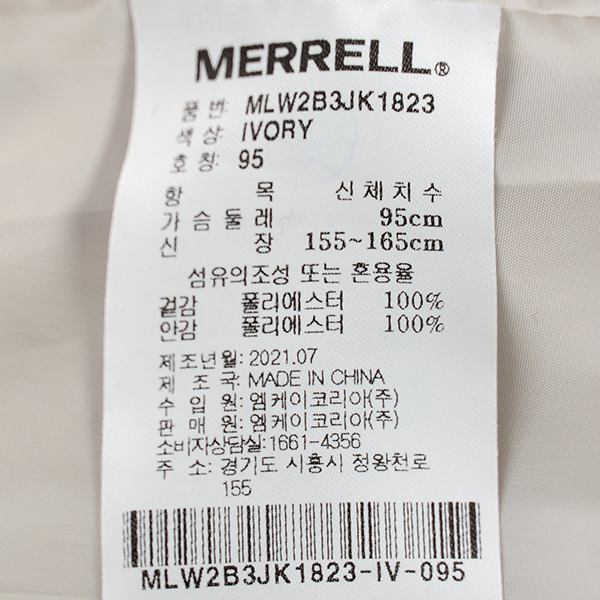 MERRELL®
품 번: MLW2B3JK1823
색 상: IVORY
호 칭: 95
항 목 신체치수
가슴둘레 95cm
신 장 155~165cm
섬유의조성 또는 혼용율
겉감 폴리에스터 100%
안감 폴리에스터 100%
제조년월: 2021.07
제 조 국: MADE IN CHINA
수 입 원: 엠케이코리아(주)
판 매 원: 엠케이코리아(주)
소비자상담실:1661-4356
주 소: 경기도 시흥시 정왕천로
155
MLW2B3JK1823-IV-095